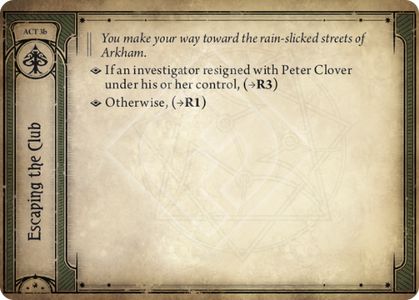 ACT 3b
Escaping the Club
You make your way toward the rain-slicked streets of
Arkham.
If an investigator resigned with Peter Clover
under his or her control, (→R3)
Otherwise, (→R1)